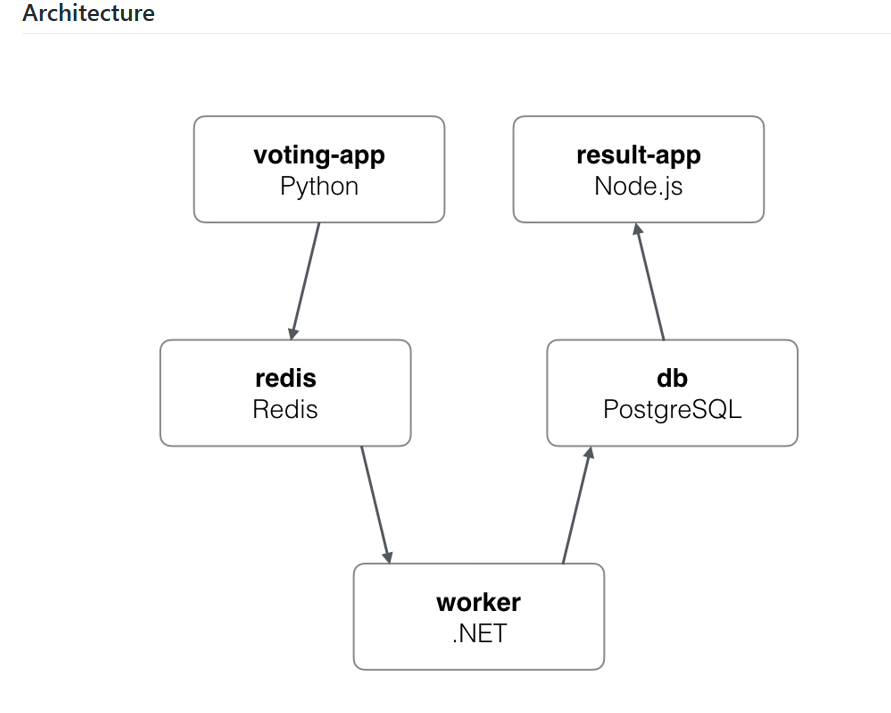 Architecture
voting-app
Python
result-app
Node.js
redis
Redis
db
PostgreSQL
worker
.NET